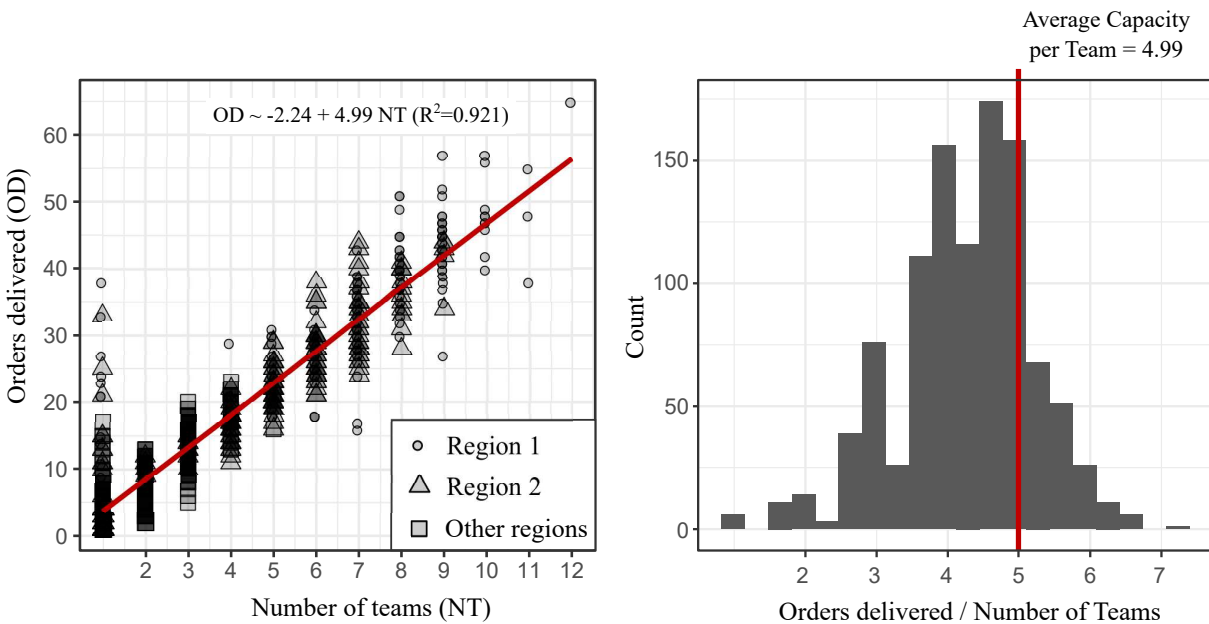 Average Capacity
per Team = 4.99
OD ~ -2.24 + 4.99 NT (R²=0.921)
Orders delivered (OD)
60
50
40
30
20
10
0
Region 1
Region 2
Other regions
2 3 4 5 6 7 8 9 10 11 12
Number of teams (NT)
Count
150
100
50
0
2 3 4 5 6 7
Orders delivered / Number of Teams